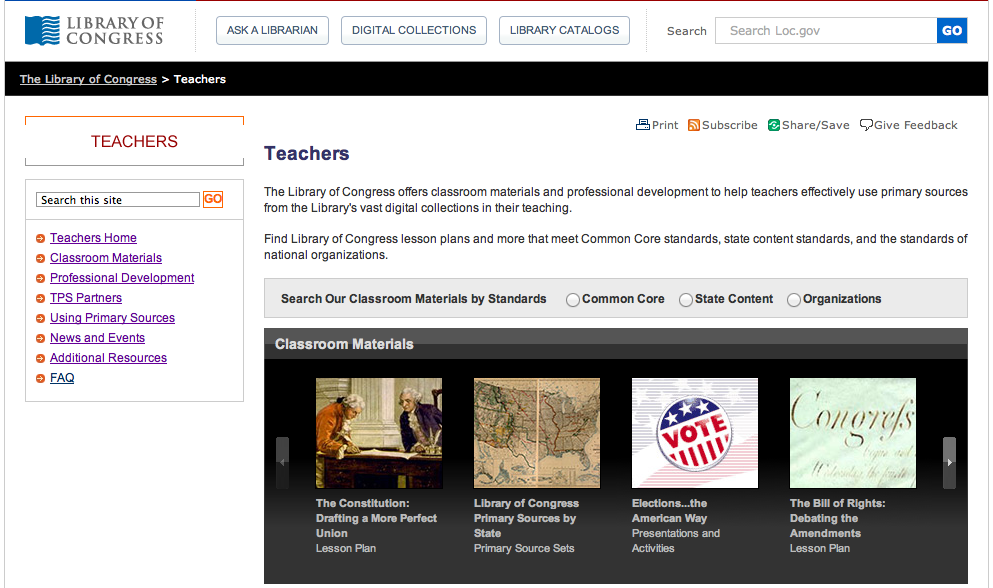 LIBRARY OF
CONGRESS
ASK A LIBRARIAN
DIGITAL COLLECTIONS
LIBRARY CATALOGS
Search
Search Loc.gov
GO
The Library of Congress > Teachers
TEACHERS
Search this site
GO
Teachers Home
Classroom Materials
Professional Development
TPS Partners
Using Primary Sources
News and Events
Additional Resources
FAQ
Print Subscribe Share/Save Give Feedback
Teachers
The Library of Congress offers classroom materials and professional development to help teachers effectively use primary sources
from the Library's vast digital collections in their teaching.
Find Library of Congress lesson plans and more that meet Common Core standards, state content standards, and the standards of
national organizations.
Search Our Classroom Materials by Standards Common Core State Content Organizations
Classroom Materials
The Constitution:
Drafting a More Perfect
Union
Lesson Plan
Library of Congress
Primary Sources by
State
Primary Source Sets
VOTE
Elections...the
American Way
Presentations and
Activities
Congrefs
The Bill of Rights:
Debating the
Amendments
Lesson Plan